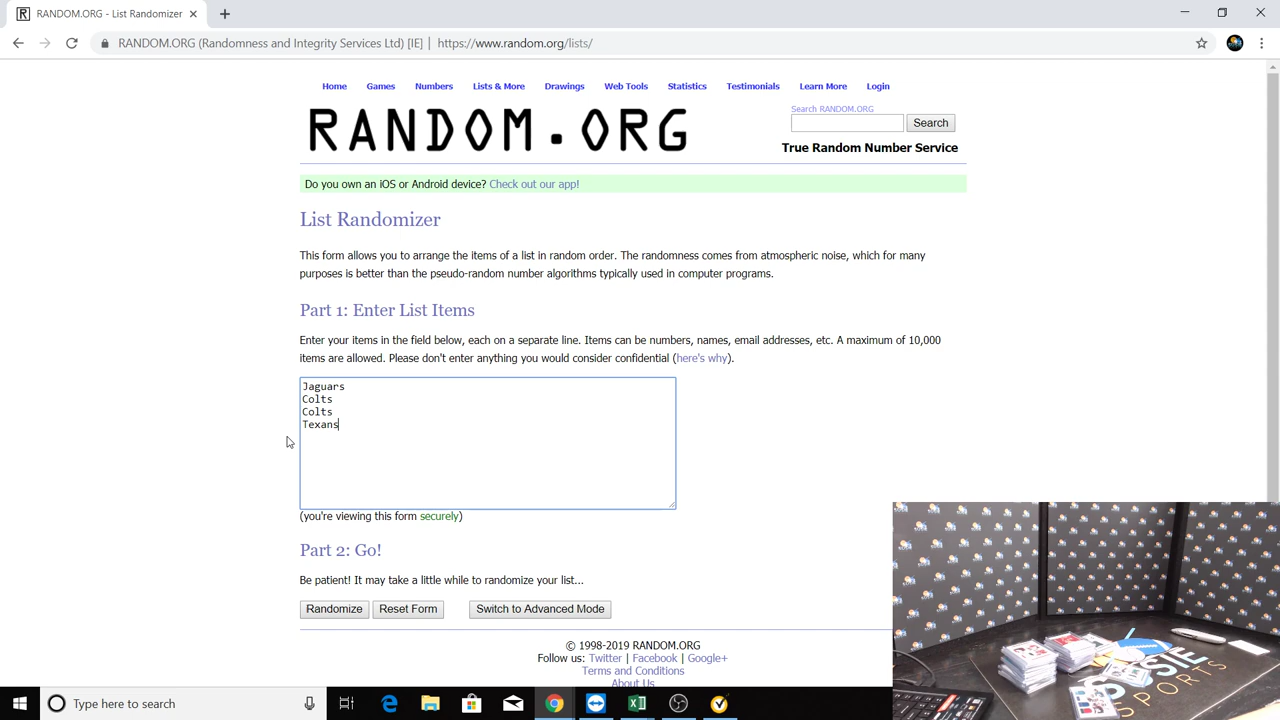 RANDOM.ORG - List Randomizer
RANDOM.ORG (Randomness and Integrity Services Ltd) [IE] | https://www.random.org/lists/
Home Games Numbers Lists & More Drawings Web Tools Statistics Testimonials Learn More Login
RANDOM.ORG
Search RANDOM.ORG
Search
True Random Number Service
Do you own an iOS or Android device? Check out our app!
List Randomizer
This form allows you to arrange the items of a list in random order. The randomness comes from atmospheric noise, which for many
purposes is better than the pseudo-random number algorithms typically used in computer programs.
Part 1: Enter List Items
Enter your items in the field below, each on a separate line. Items can be numbers, names, email addresses, etc. A maximum of 10,000
items are allowed. Please don't enter anything you would consider confidential (here's why).
Jaguars
Colts
Colts
Texans
(you're viewing this form securely)
Part 2: Go!
Be patient! It may take a little while to randomize your list...
Randomize Reset Form Switch to Advanced Mode
© 1998-2019 RANDOM.ORG
Follow us: Twitter | Facebook | Google+
Terms and Conditions
About Us
SPORTS
Type here to search